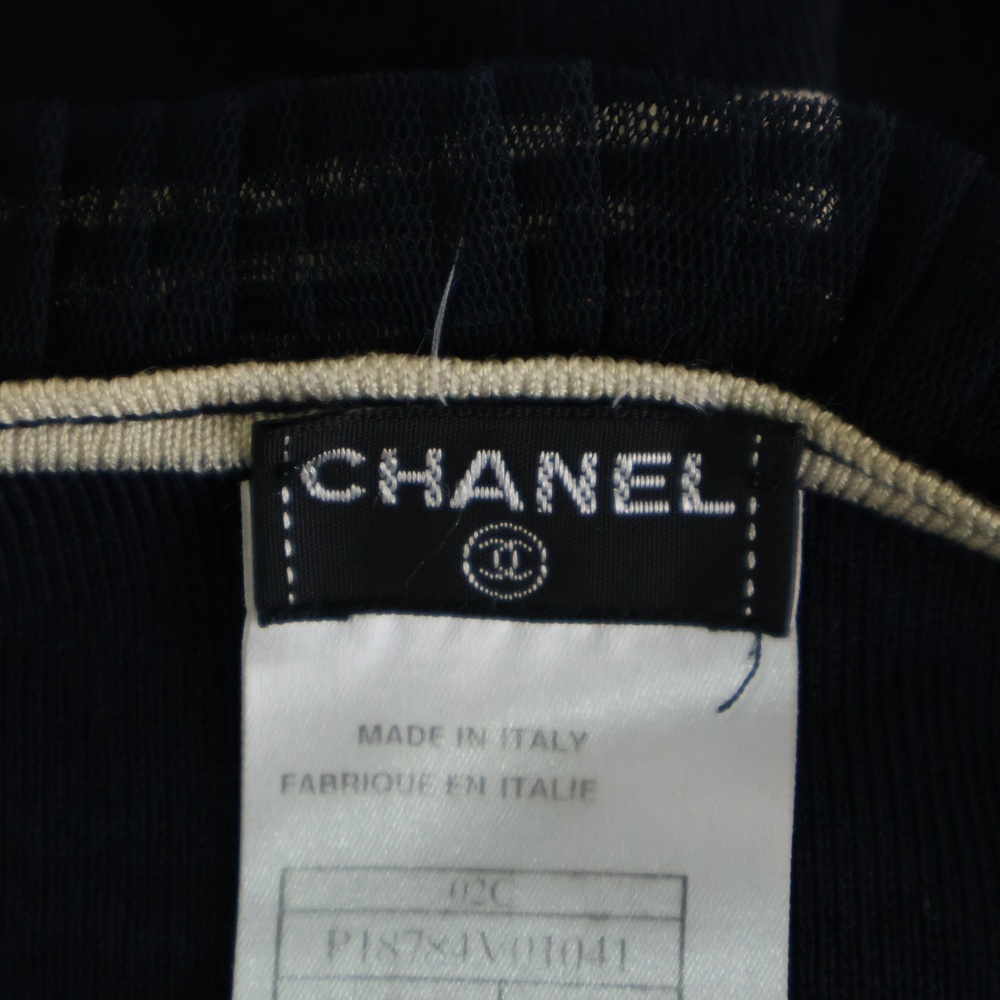 CHANEL
MADE IN ITALY
FABRIQUE EN ITALIE
02C
P18784V01041